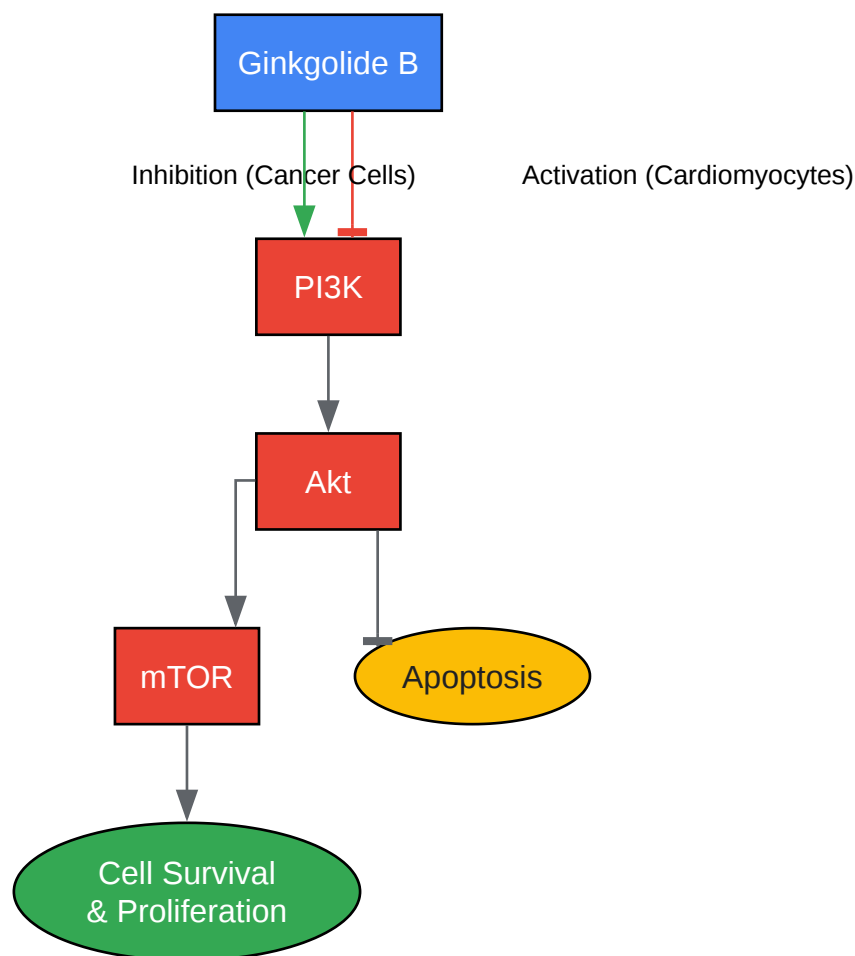 Ginkgolide B
Inhibition (Cancer Cells)
Activation (Cardiomyocytes)
PI3K
Akt
mTOR
Apoptosis
Cell Survival
& Proliferation